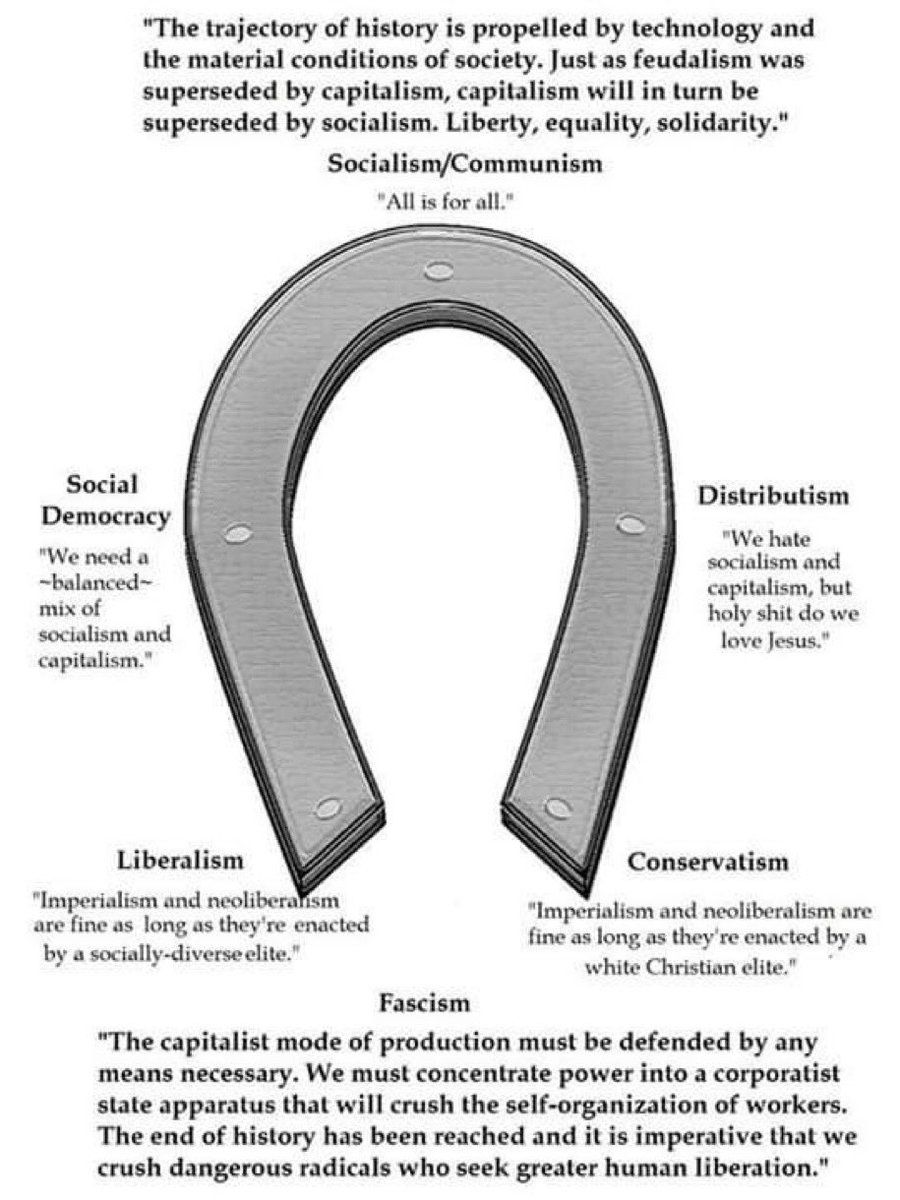 "The trajectory of history is propelled by technology and
the material conditions of society. Just as feudalism was
superseded by capitalism, capitalism will in turn be
superseded by socialism. Liberty, equality, solidarity."
Socialism/Communism
"All is for all."
Social
Democracy
"We need a
~balanced~
mix of
socialism and
capitalism."
Distributism
"We hate
socialism and
capitalism, but
holy shit do we
love Jesus."
Liberalism
"Imperialism and neoliberalism
are fine as long as they're enacted
by a socially-diverse elite."
Conservatism
"Imperialism and neoliberalism are
fine as long as they're enacted by a
white Christian elite."
Fascism
"The capitalist mode of production must be defended by any
means necessary. We must concentrate power into a corporatist
state apparatus that will crush the self-organization of workers.
The end of history has been reached and it is imperative that we
crush dangerous radicals who seek greater human liberation."